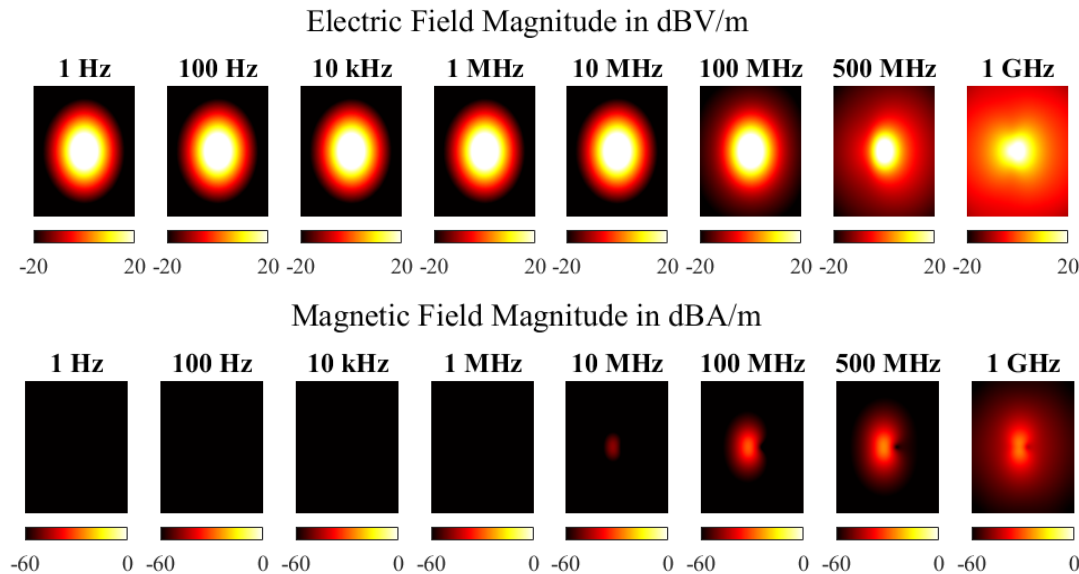 Electric Field Magnitude in dBV/m
1 Hz 100 Hz 10 kHz 1 MHz 10 MHz 100 MHz 500 MHz 1 GHz
-20 20 -20 20 -20 20 -20 20 -20 20 -20 20 -20 20 -20 20
Magnetic Field Magnitude in dBA/m
1 Hz 100 Hz 10 kHz 1 MHz 10 MHz 100 MHz 500 MHz 1 GHz
-60 0 -60 0 -60 0 -60 0 -60 0 -60 0 -60 0 -60 0